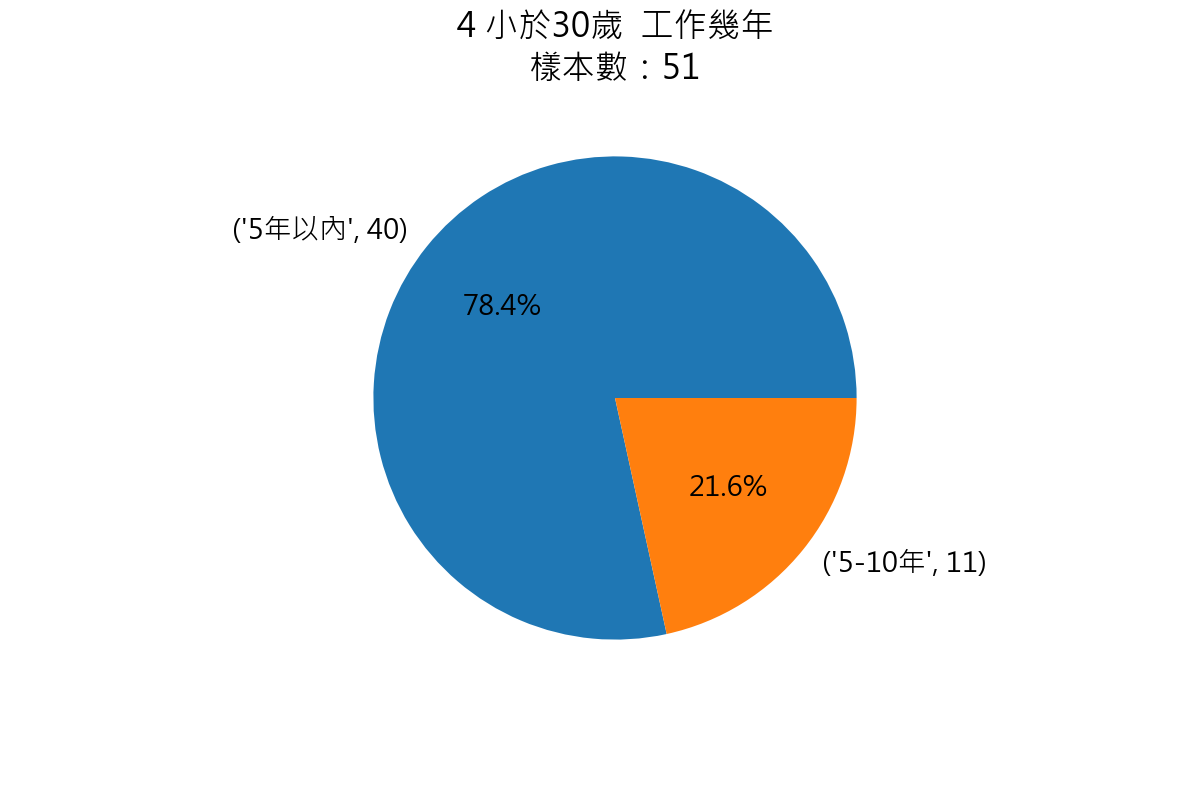 4 小於30歲  工作幾年
樣本數：51
('5年以內', 40)
78.4%
21.6%
('5-10年', 11)